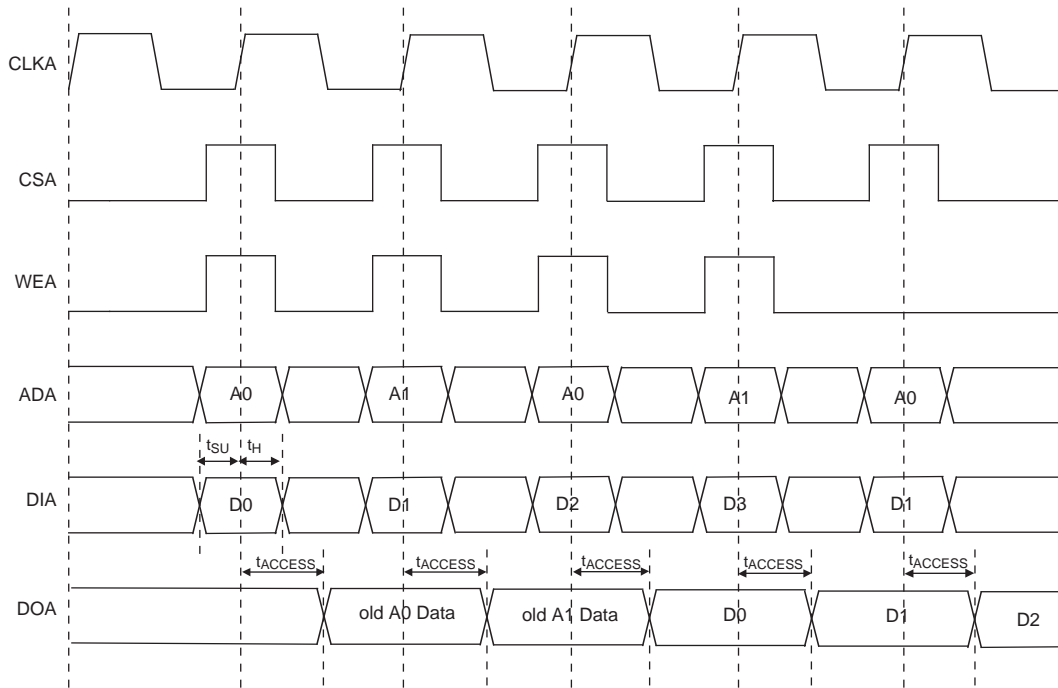 CLKA
CSA
WEA
ADA A0 A1 A0 A1 A0
tSU tH
DIA D0 D1 D2 D3 D1
tACCESS tACCESS tACCESS tACCESS tACCESS
DOA old A0 Data old A1 Data D0 D1 D2